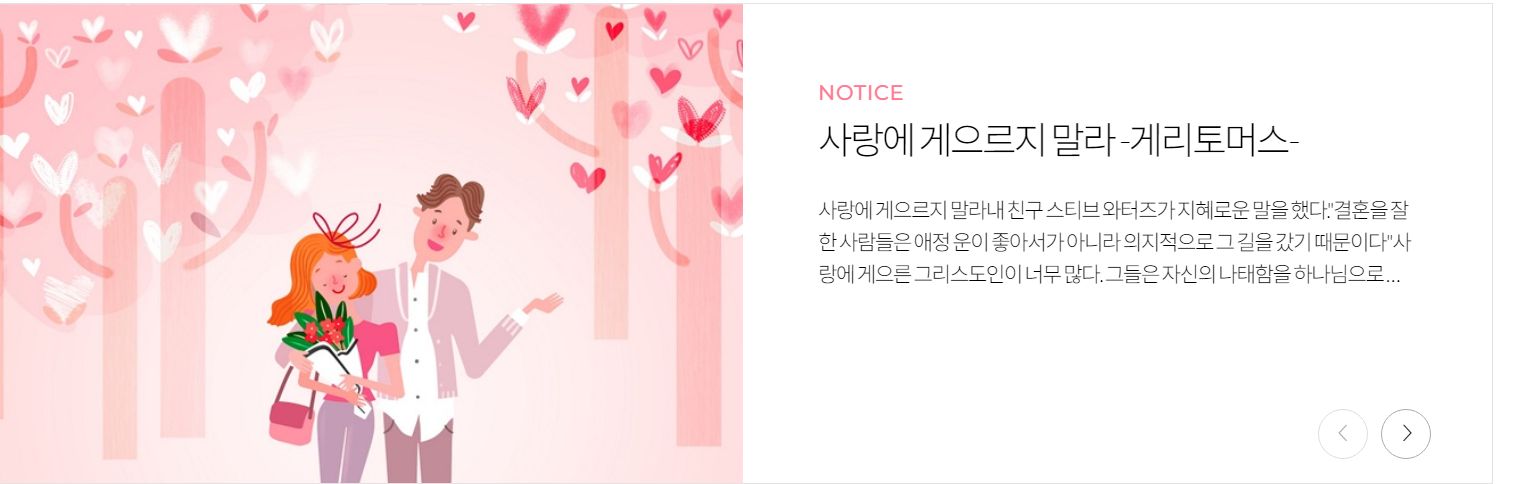 NOTICE
사랑에 게으르지 말라 -게리토머스-
사랑에 게으르지 말라내 친구 스티브 와터즈가 지혜로운 말을 했다."결혼을 잘
한 사람들은 애정 운이 좋아서가 아니라 의지적으로 그 길을 갔기 때문이다"사
랑에 게으른 그리스도인이 너무 많다. 그들은 자신의 나태함을 하나님으로…